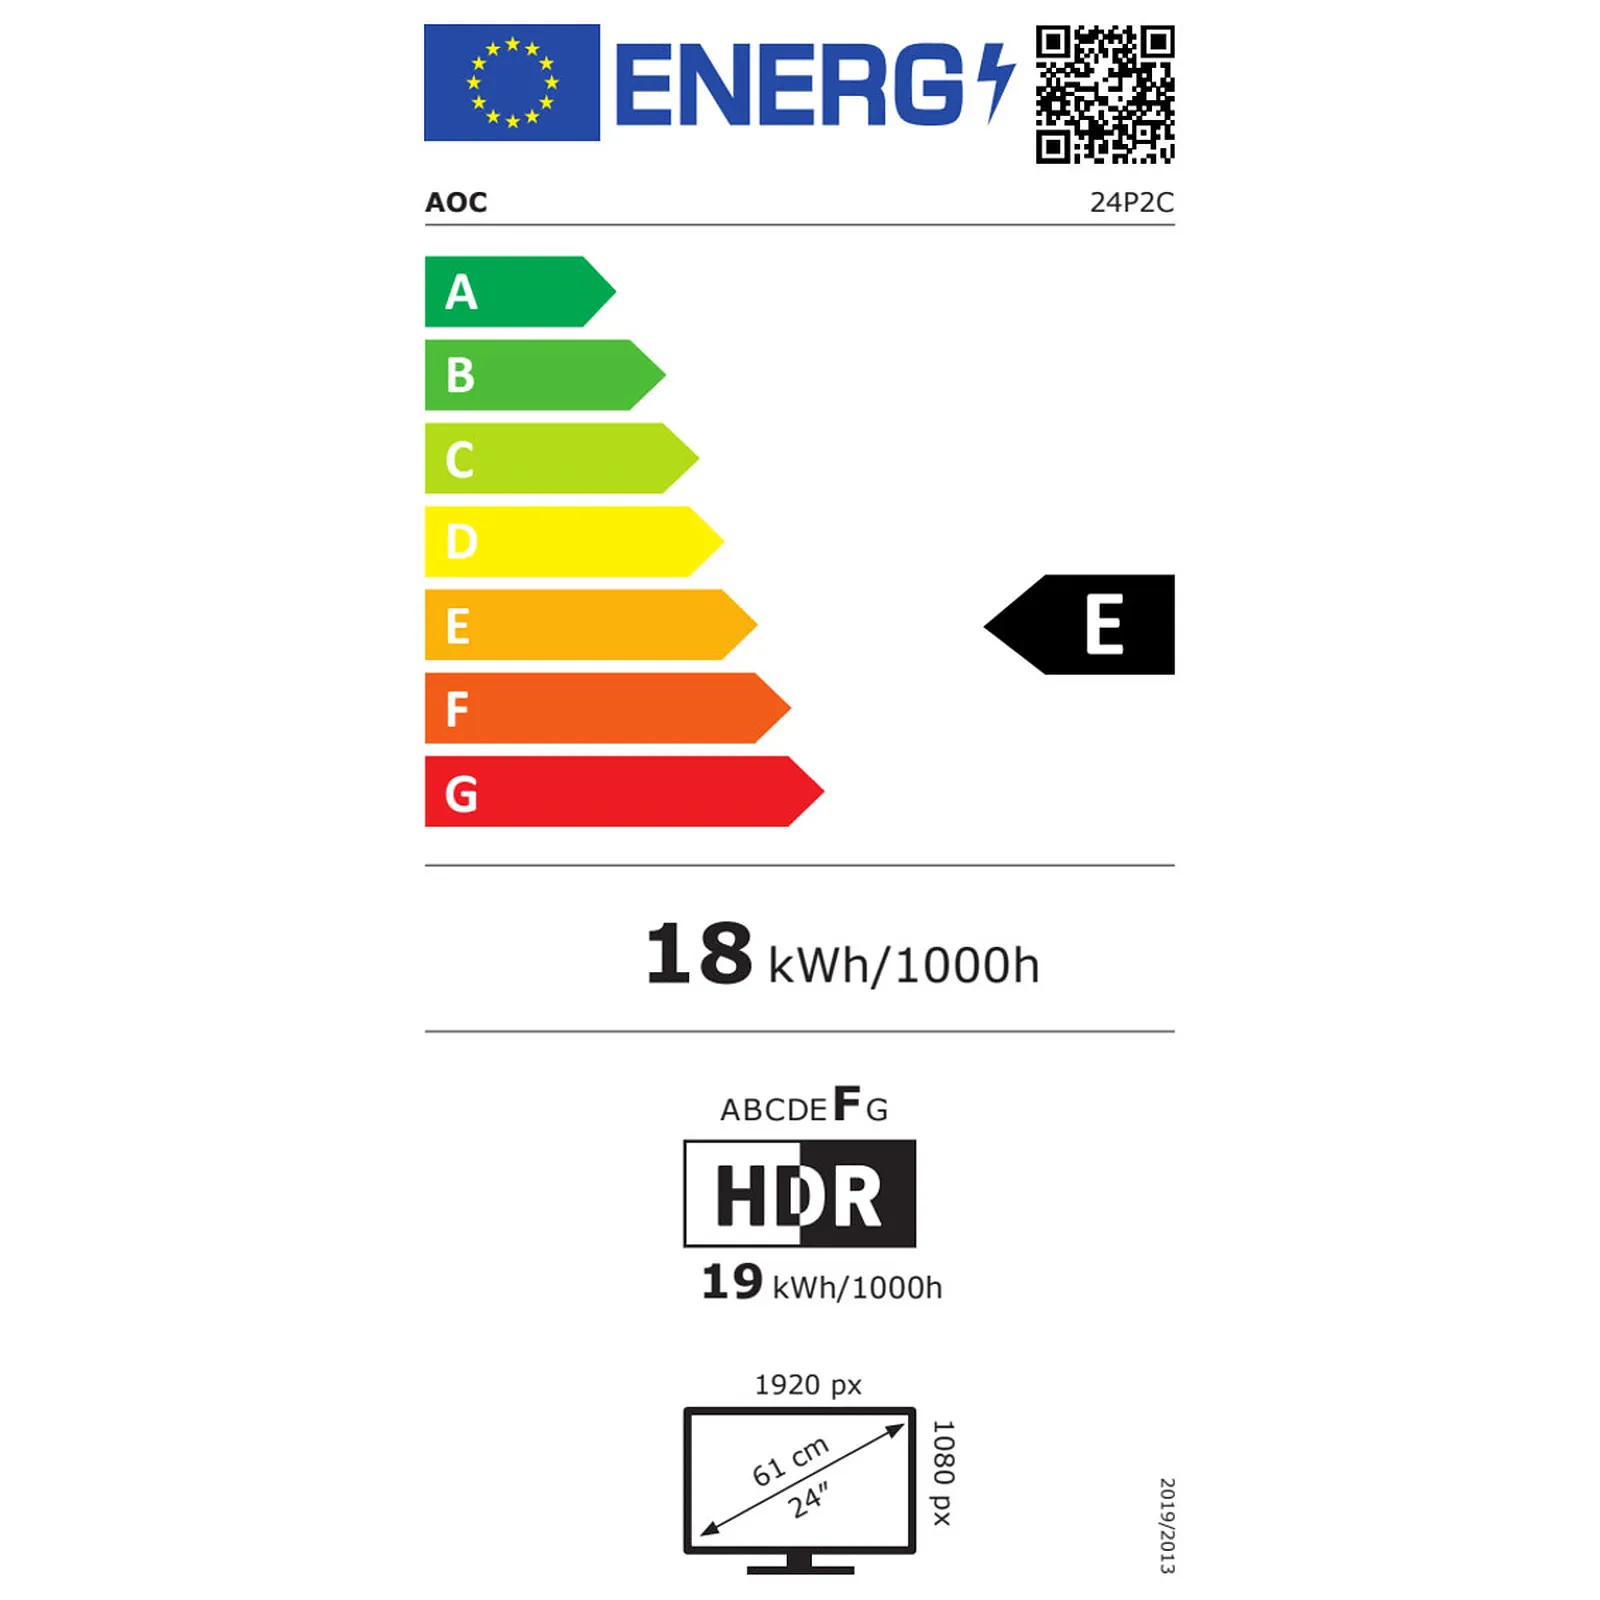 ENERG
AOC
24P2C
A
B
C
D
E
E
F
G
18 kWh/1000h
ABCDEFG
HDR
19 kWh/1000h
1920 px
1080 px
61 cm
24"
2019/2013